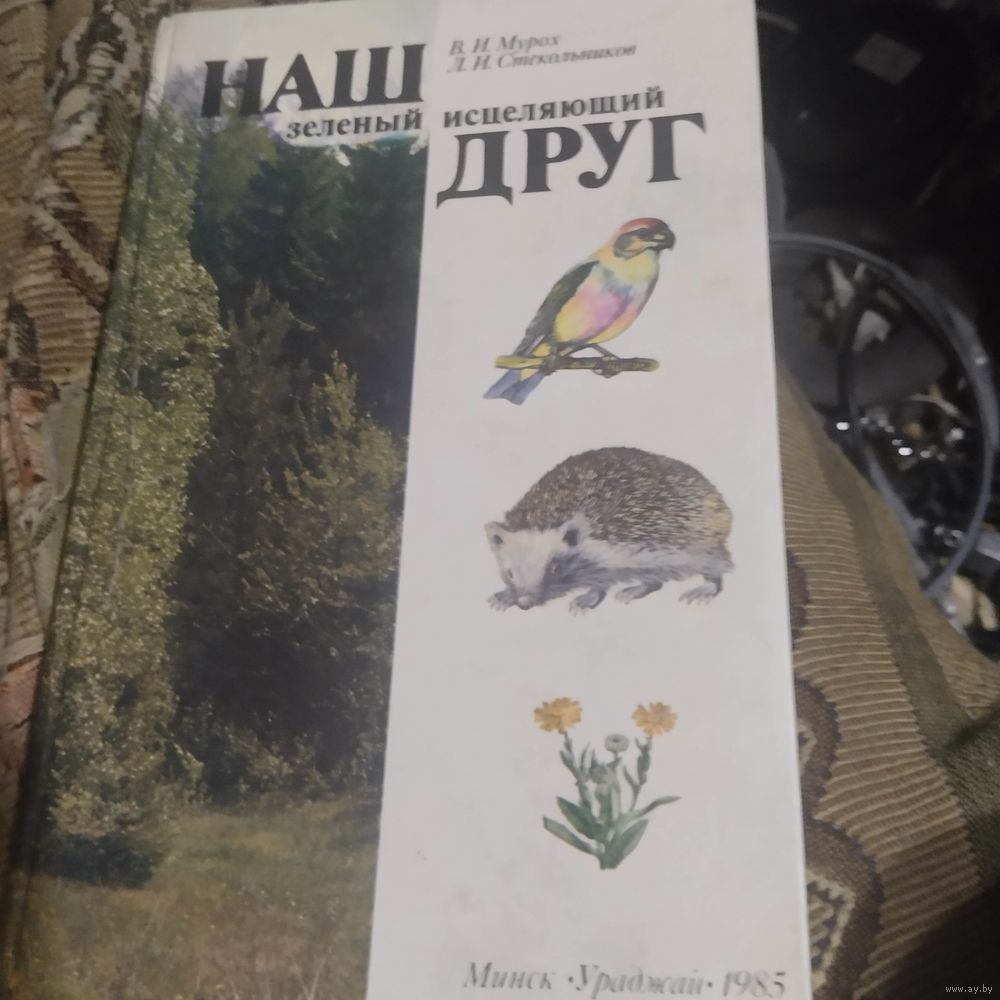 В. И. Мурох
Л. И. Стекольников
НАШ
зеленый исцеляющий
ДРУГ
Минск • Ураджай • 1985
www.ay.by